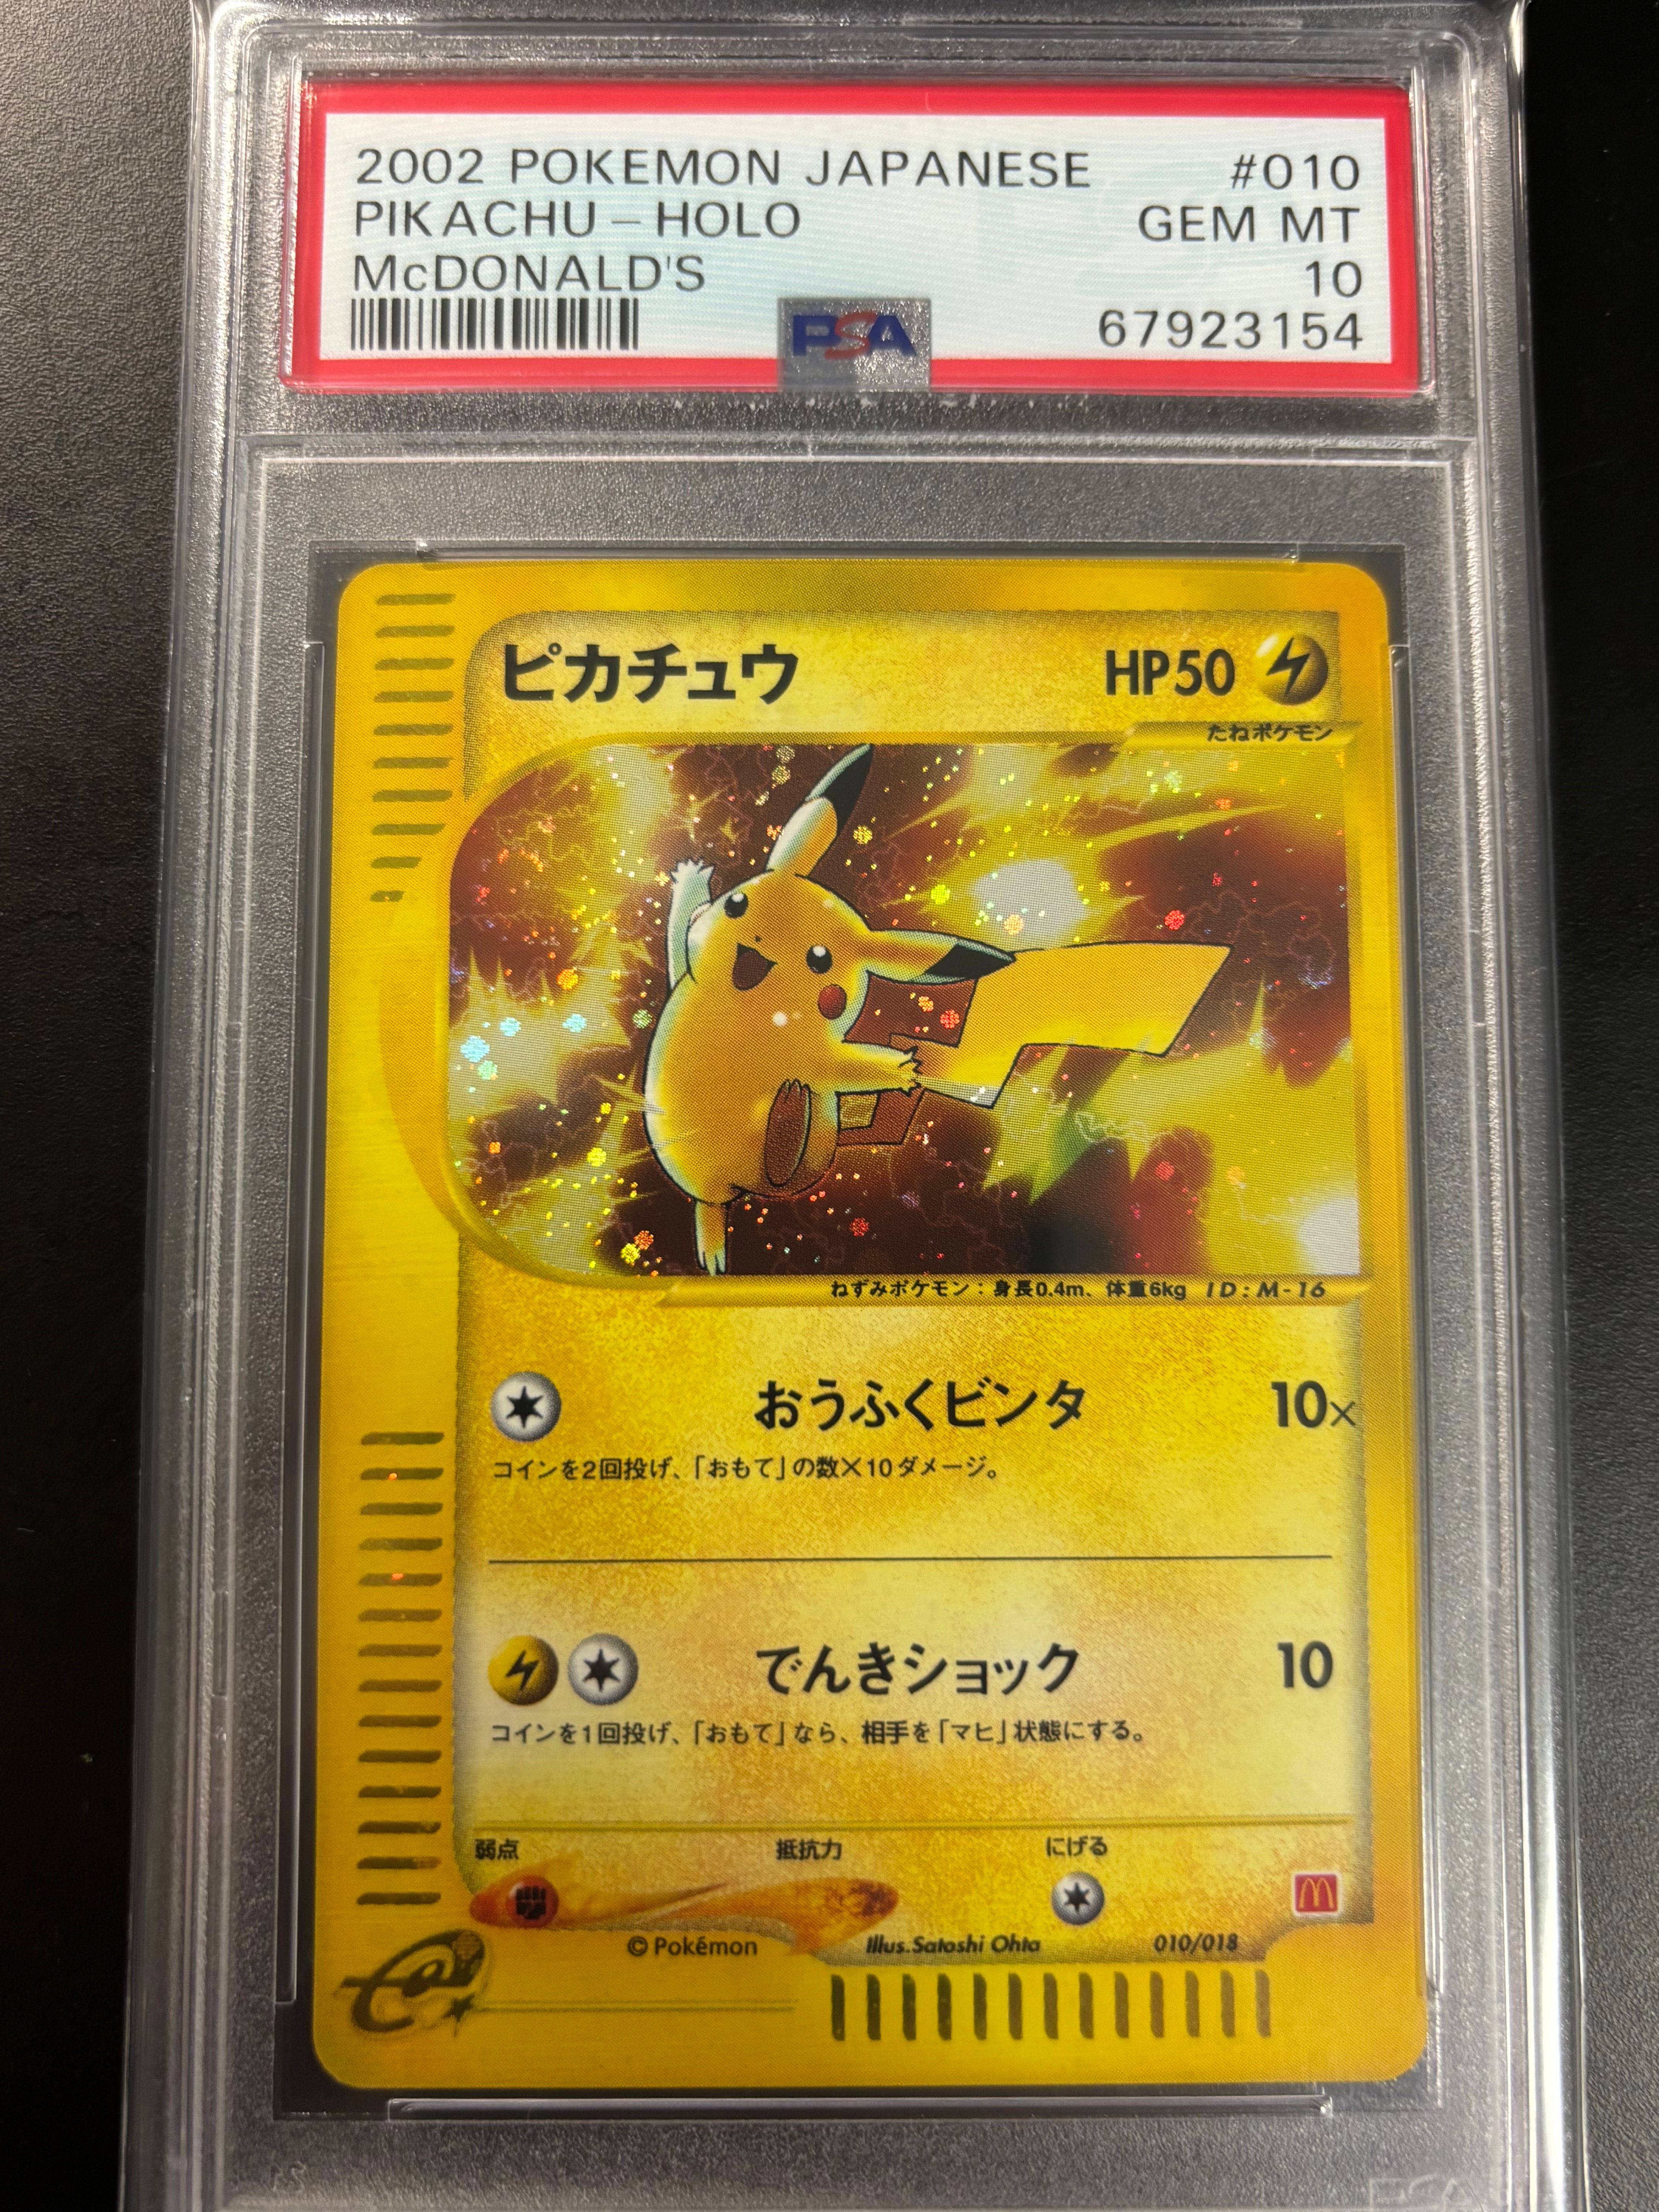 2002 POKEMON JAPANESE #010
PIKACHU-HOLO GEM MT
McDONALD'S 10
PSA 67923154
ピカチュウ HP50
たねポケモン
ねずみポケモン：身長0.4m、体重6kg ID:M-16
おうふくビンタ 10×
コインを2回投げ、「おもて」の数×10ダメージ。
でんきショック 10
コインを1回投げ、「おもて」なら、相手を「マヒ」状態にする。
弱点 抵抗力 にげる
©Pokémon Illus.Satoshi Ohta 010/018
e
PSA